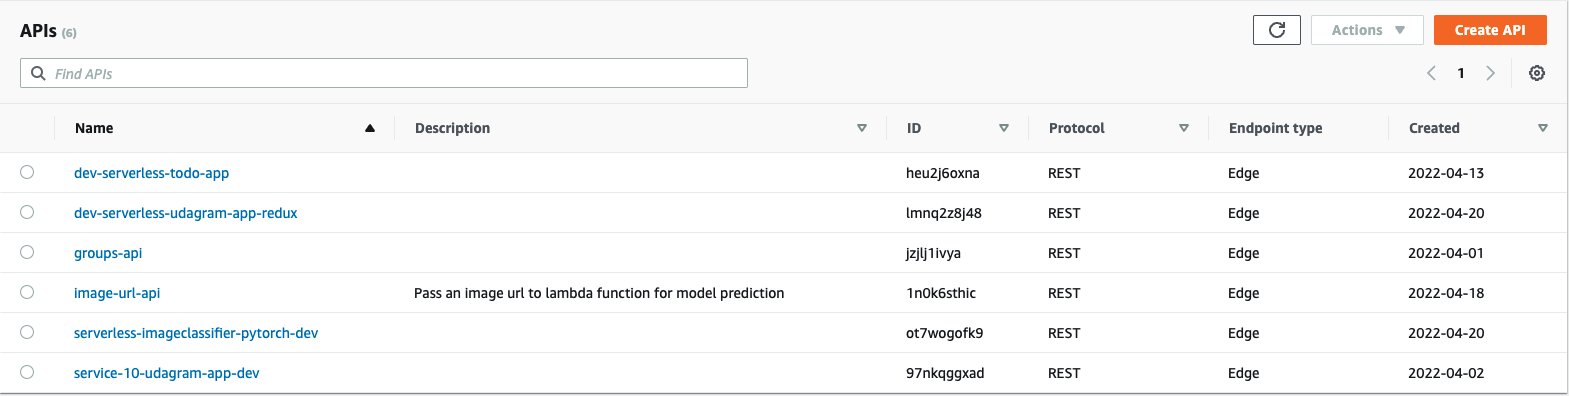 APIs (6)
Actions
Create API
Find APIs
1
Name Description ID Protocol Endpoint type Created
dev-serverless-todo-app heu2j6oxna REST Edge 2022-04-13
dev-serverless-udagram-app-redux lmnq2z8j48 REST Edge 2022-04-20
groups-api jzjlj1ivya REST Edge 2022-04-01
image-url-api Pass an image url to lambda function for model prediction 1n0k6sthic REST Edge 2022-04-18
serverless-imageclassifier-pytorch-dev ot7wogofk9 REST Edge 2022-04-20
service-10-udagram-app-dev 97nkqggxad REST Edge 2022-04-02